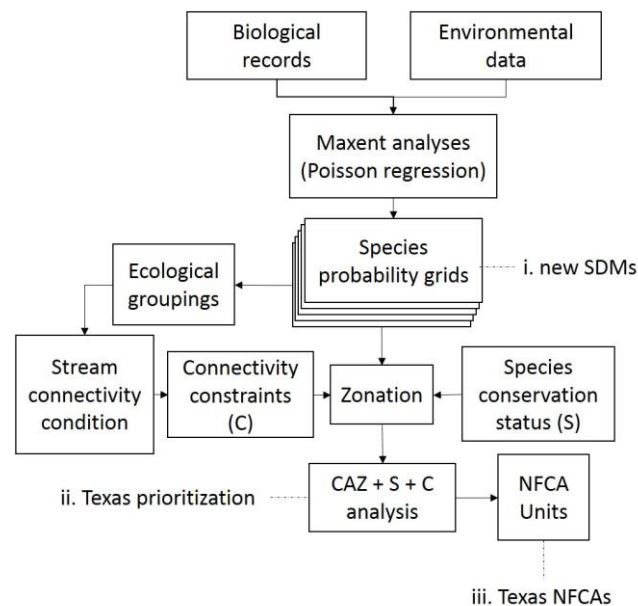 Biological
records
Environmental
data
Maxent analyses
(Poisson regression)
Species
probability grids
i. new SDMs
Ecological
groupings
Stream
connectivity
condition
Connectivity
constraints
(C)
Zonation
Species
conservation
status (S)
ii. Texas prioritization
CAZ + S + C
analysis
NFCA
Units
iii. Texas NFCAs